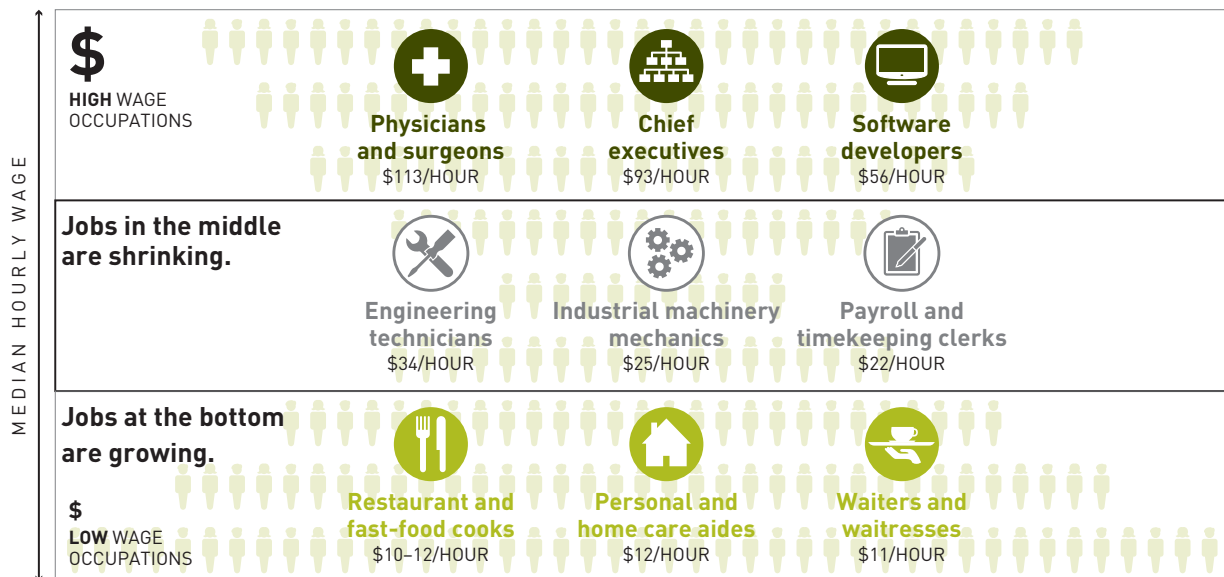 MEDIAN HOURLY WAGE
$
HIGH WAGE
OCCUPATIONS
Physicians
and surgeons
$113/HOUR
Chief
executives
$93/HOUR
Software
developers
$56/HOUR
Jobs in the middle
are shrinking.
Engineering
technicians
$34/HOUR
Industrial machinery
mechanics
$25/HOUR
Payroll and
timekeeping clerks
$22/HOUR
Jobs at the bottom
are growing.
$
LOW WAGE
OCCUPATIONS
Restaurant and
fast-food cooks
$10–12/HOUR
Personal and
home care aides
$12/HOUR
Waiters and
waitresses
$11/HOUR